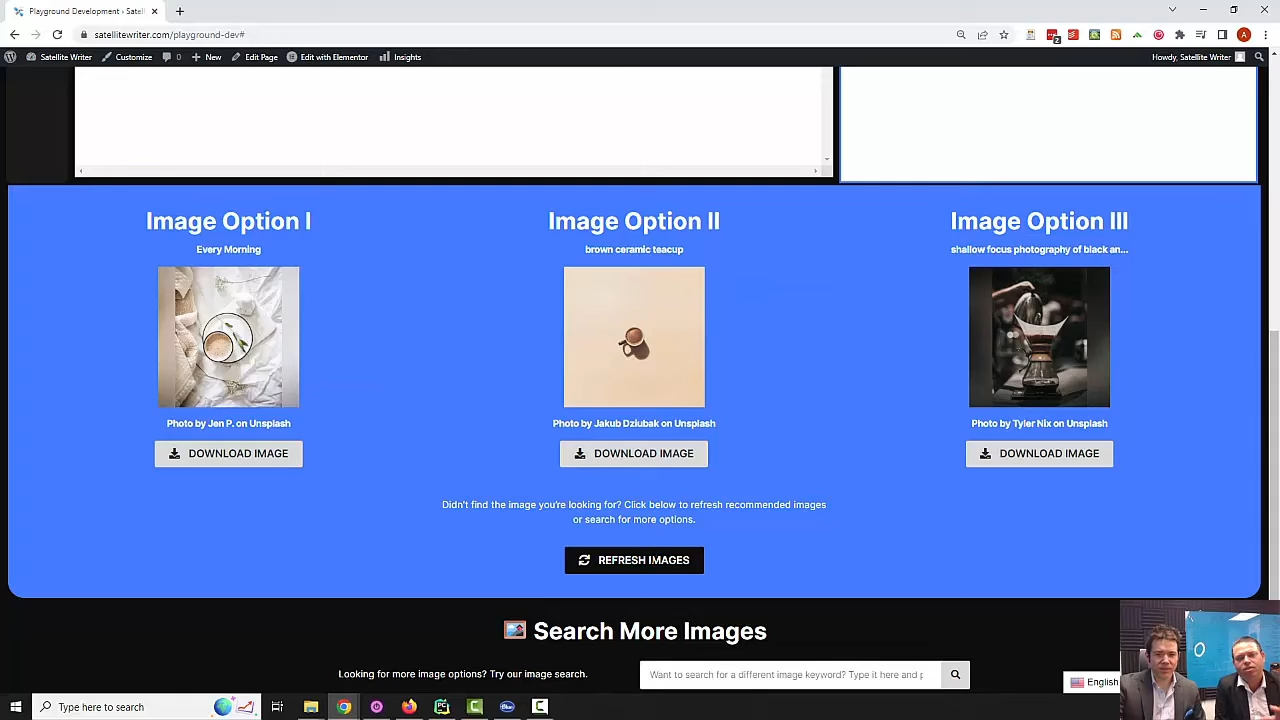 Playground Development - Satell
satellitewriter.com/playground-dev#
Satellite Writer
Customize
0
New
Edit Page
Edit with Elementor
Insights
Howdy, Satellite Writer
Image Option I
Every Morning
Photo by Jen P. on Unsplash
DOWNLOAD IMAGE
Image Option II
brown ceramic teacup
Photo by Jakub Dziubak on Unsplash
DOWNLOAD IMAGE
Image Option III
shallow focus photography of black an...
Photo by Tyler Nix on Unsplash
DOWNLOAD IMAGE
Didn't find the image you're looking for? Click below to refresh recommended images
or search for more options.
REFRESH IMAGES
Search More Images
Looking for more image options? Try our image search.
Want to search for a different image keyword? Type it here and p
English
Type here to search